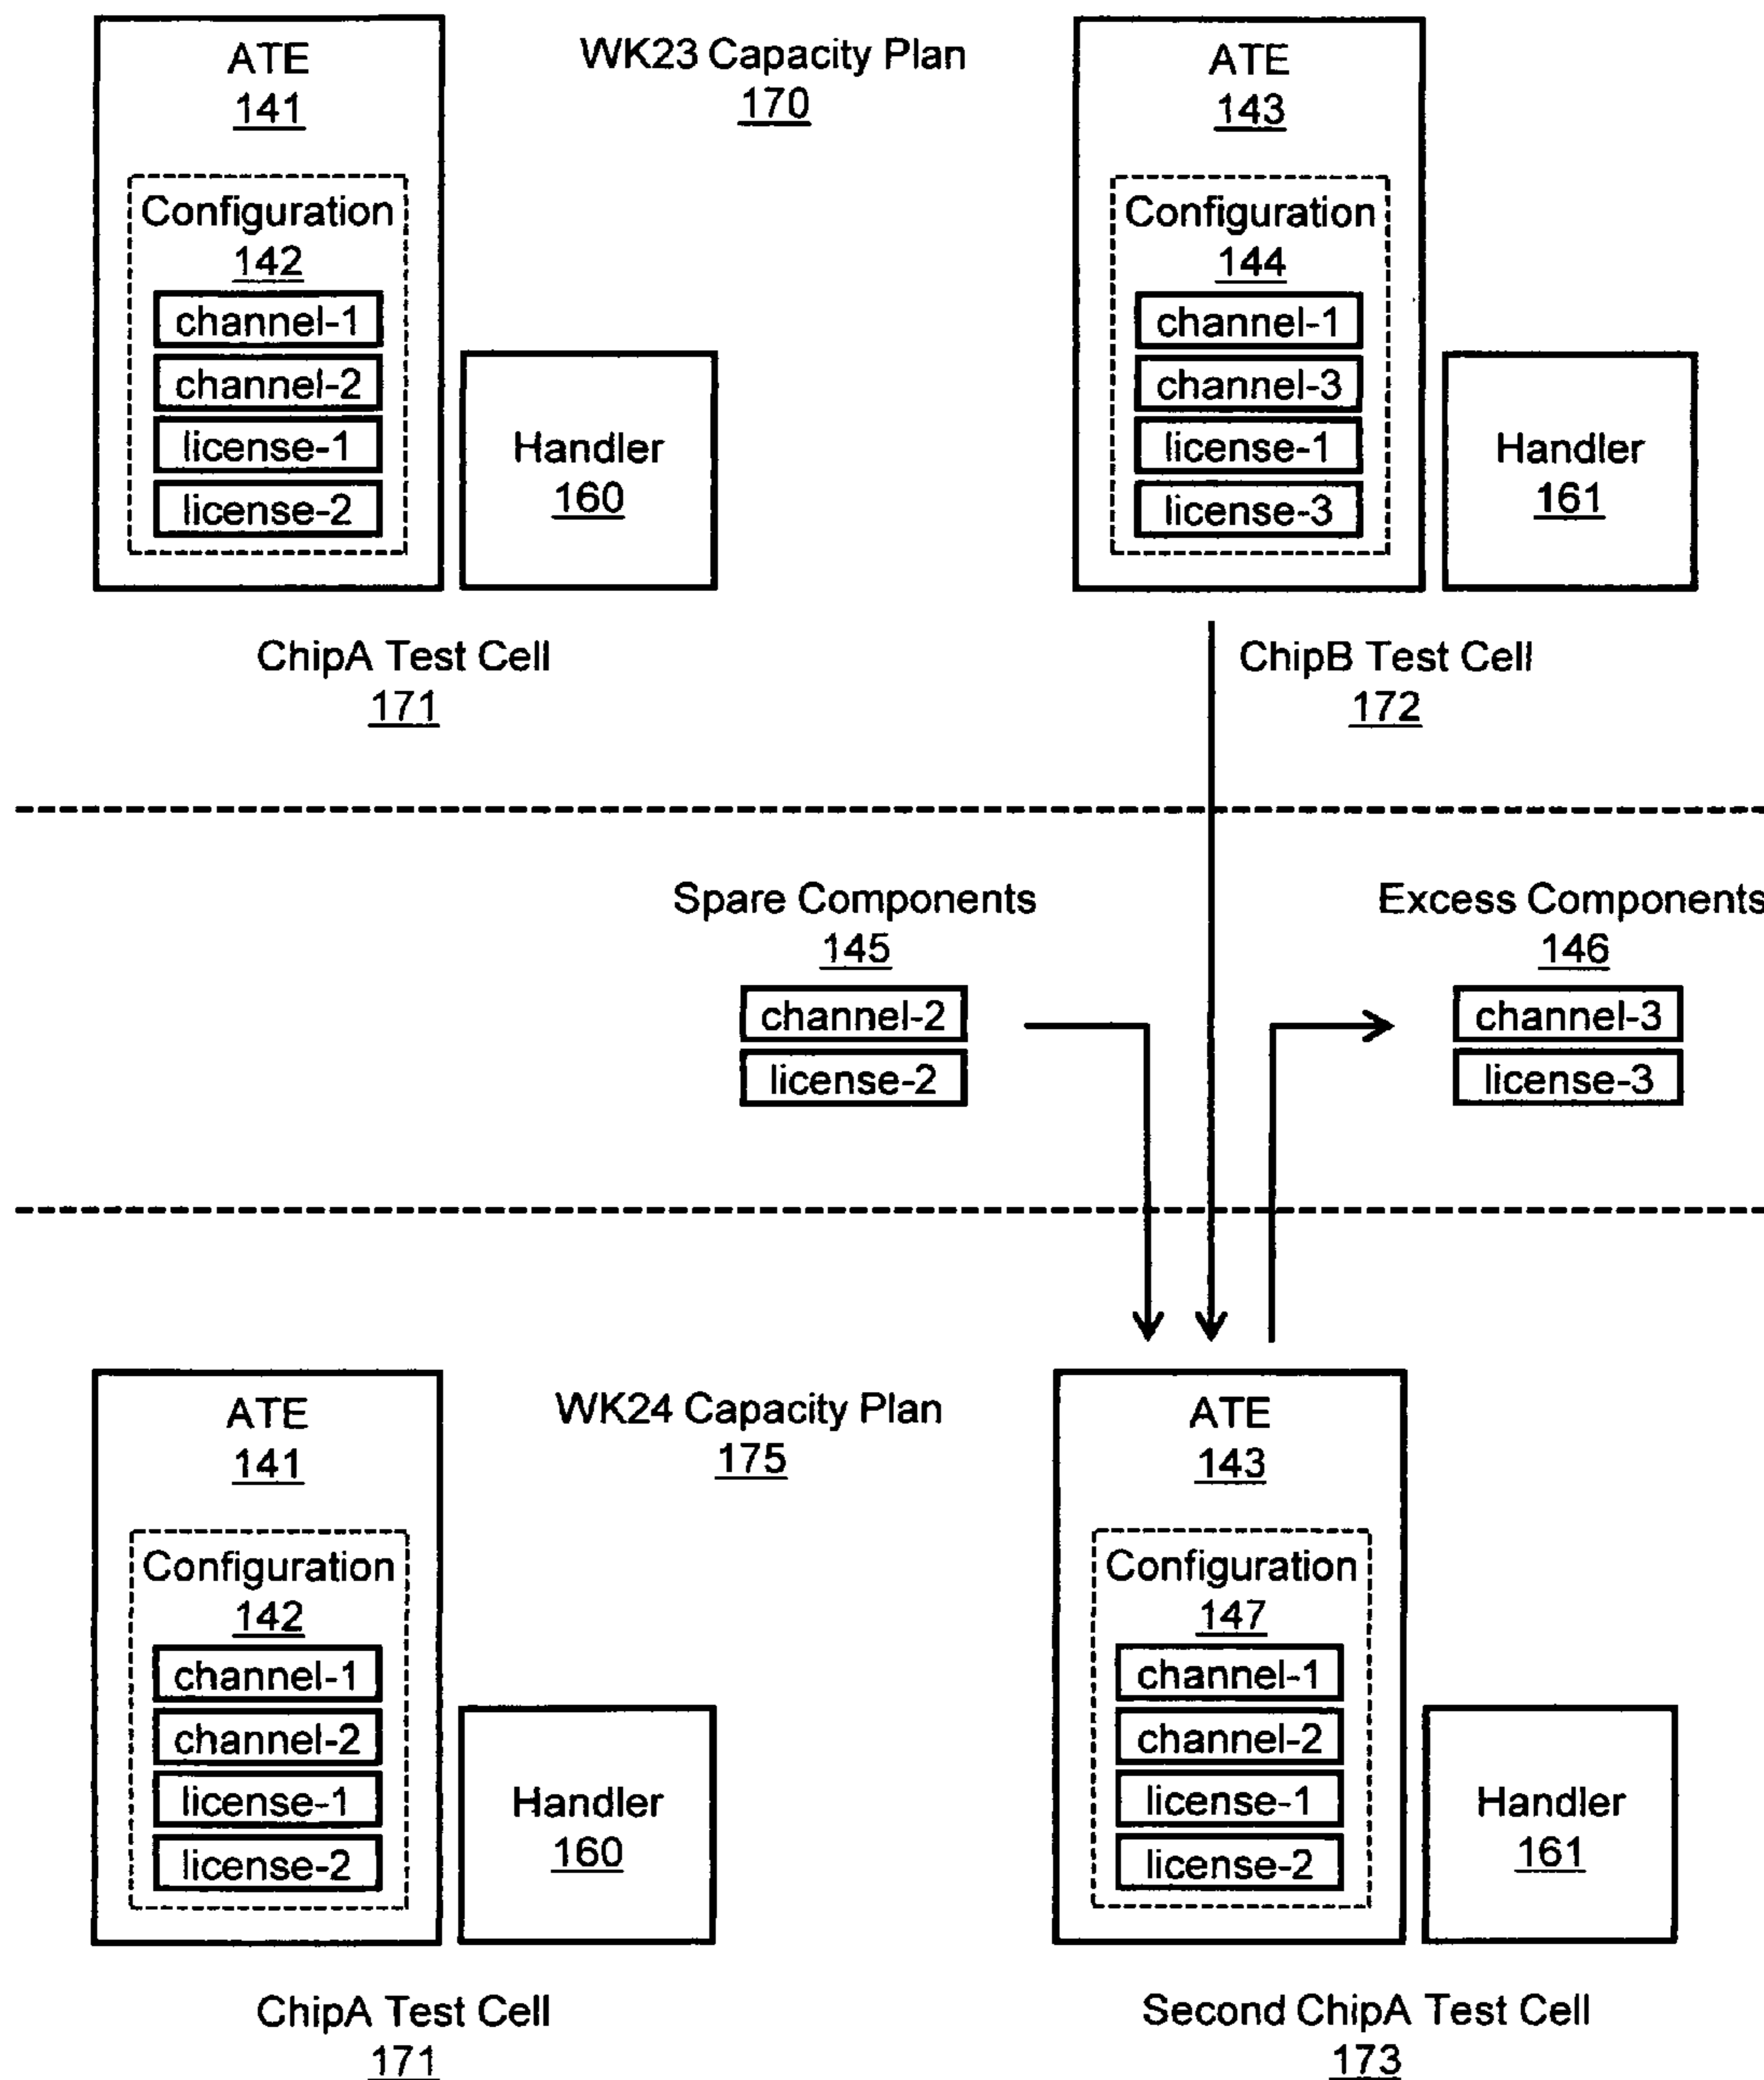 ATE
141
Configuration
142
channel-1
channel-2
license-1
license-2
Handler
160
ChipA Test Cell
171
WK23 Capacity Plan
170
ATE
143
Configuration
144
channel-1
channel-3
license-1
license-3
Handler
161
ChipB Test Cell
172
Spare Components
145
channel-2
license-2
Excess Components
146
channel-3
license-3
ATE
141
Configuration
142
channel-1
channel-2
license-1
license-2
Handler
160
ChipA Test Cell
171
WK24 Capacity Plan
175
ATE
143
Configuration
147
channel-1
channel-2
license-1
license-2
Handler
161
Second ChipA Test Cell
173